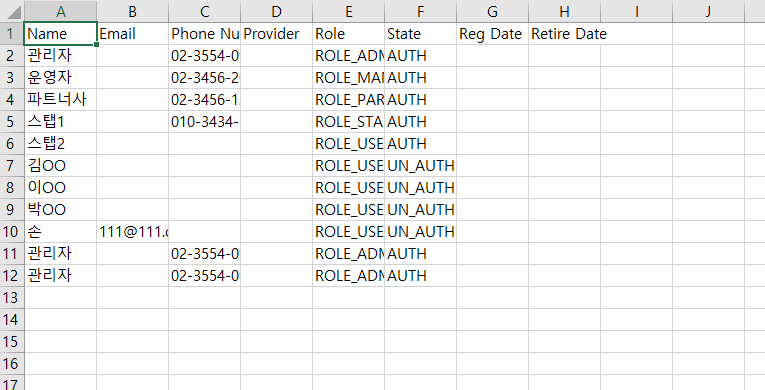 A B C D E F G H I J
1 Name Email Phone Nu Provider Role State Reg Date Retire Date
2 관리자 02-3554-0 ROLE_ADM AUTH
3 운영자 02-3456-20 ROLE_MAN AUTH
4 파트너사 02-3456-1 ROLE_PAR AUTH
5 스탭1 010-3434- ROLE_STA AUTH
6 스탭2 ROLE_USE AUTH
7 김OO ROLE_USE UN_AUTH
8 이OO ROLE_USE UN_AUTH
9 박OO ROLE_USE UN_AUTH
10 손 111@111.c ROLE_USE UN_AUTH
11 관리자 02-3554-0 ROLE_ADM AUTH
12 관리자 02-3554-0 ROLE_ADM AUTH
13
14
15
16
17